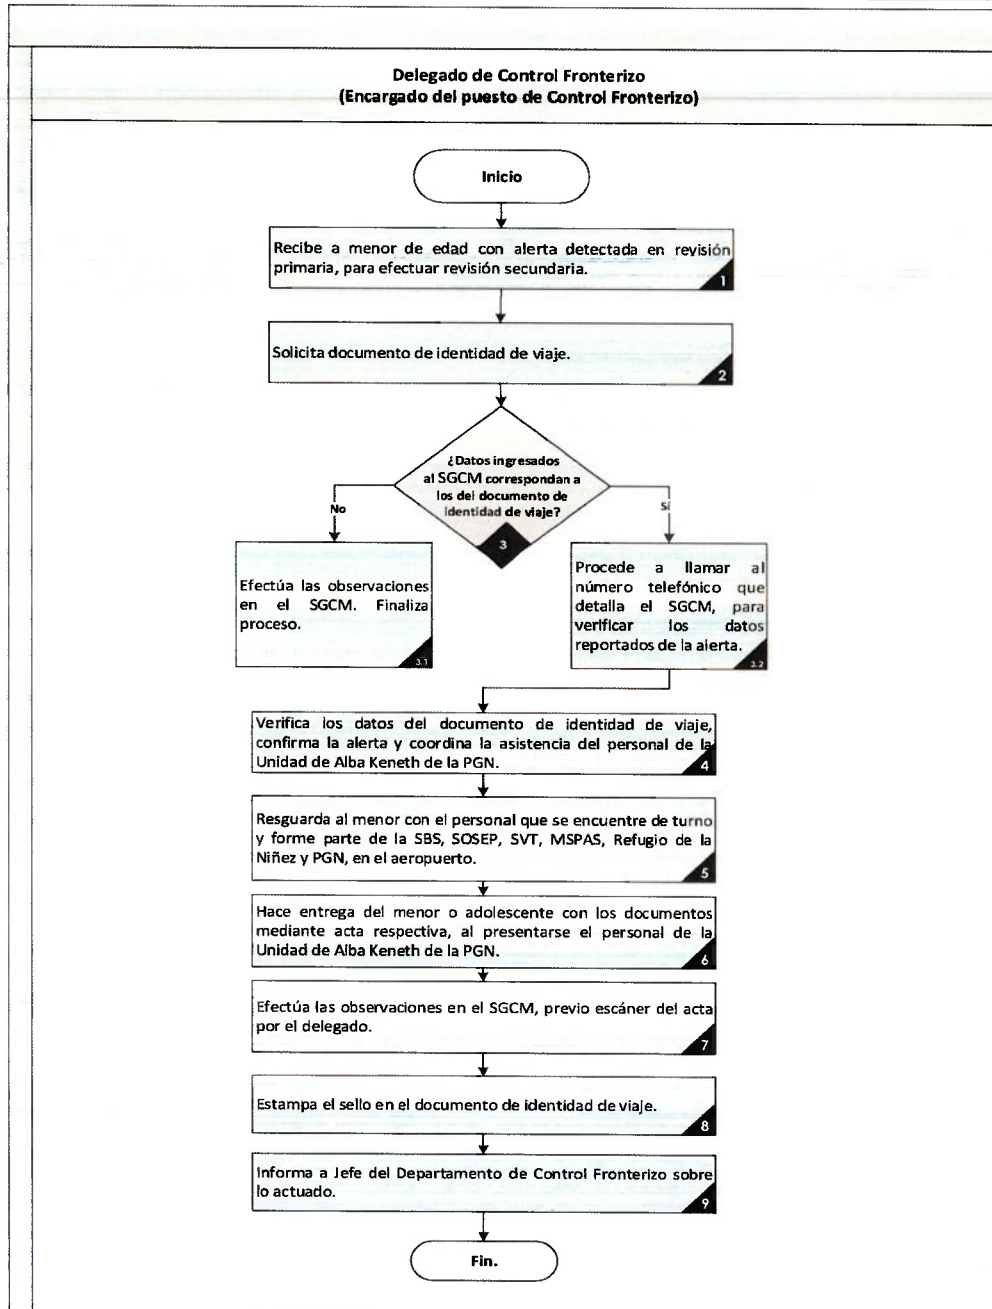 Delegado de Control Fronterizo
(Encargado del puesto de Control Fronterizo)
Inicio
Recibe a menor de edad con alerta detectada en revisión
primaria, para efectuar revisión secundaria.
1
Solicita documento de identidad de viaje.
2
¿Datos ingresados
al SGCM correspondan a
los del documento de
identidad de viaje?
3
No
Sí
Efectúa las observaciones
en el SGCM. Finaliza
proceso.
3.1
Procede a llamar al
número telefónico que
detalla el SGCM, para
verificar los datos
reportados de la alerta.
3.2
Verifica los datos del documento de identidad de viaje,
confirma la alerta y coordina la asistencia del personal de la
Unidad de Alba Keneth de la PGN.
4
Resguarda al menor con el personal que se encuentre de turno
y forme parte de la SBS, SOSEP, SVT, MSPAS, Refugio de la
Niñez y PGN, en el aeropuerto.
5
Hace entrega del menor o adolescente con los documentos
mediante acta respectiva, al presentarse el personal de la
Unidad de Alba Keneth de la PGN.
6
Efectúa las observaciones en el SGCM, previo escáner del acta
por el delegado.
7
Estampa el sello en el documento de identidad de viaje.
8
Informa a Jefe del Departamento de Control Fronterizo sobre
lo actuado.
9
Fin.